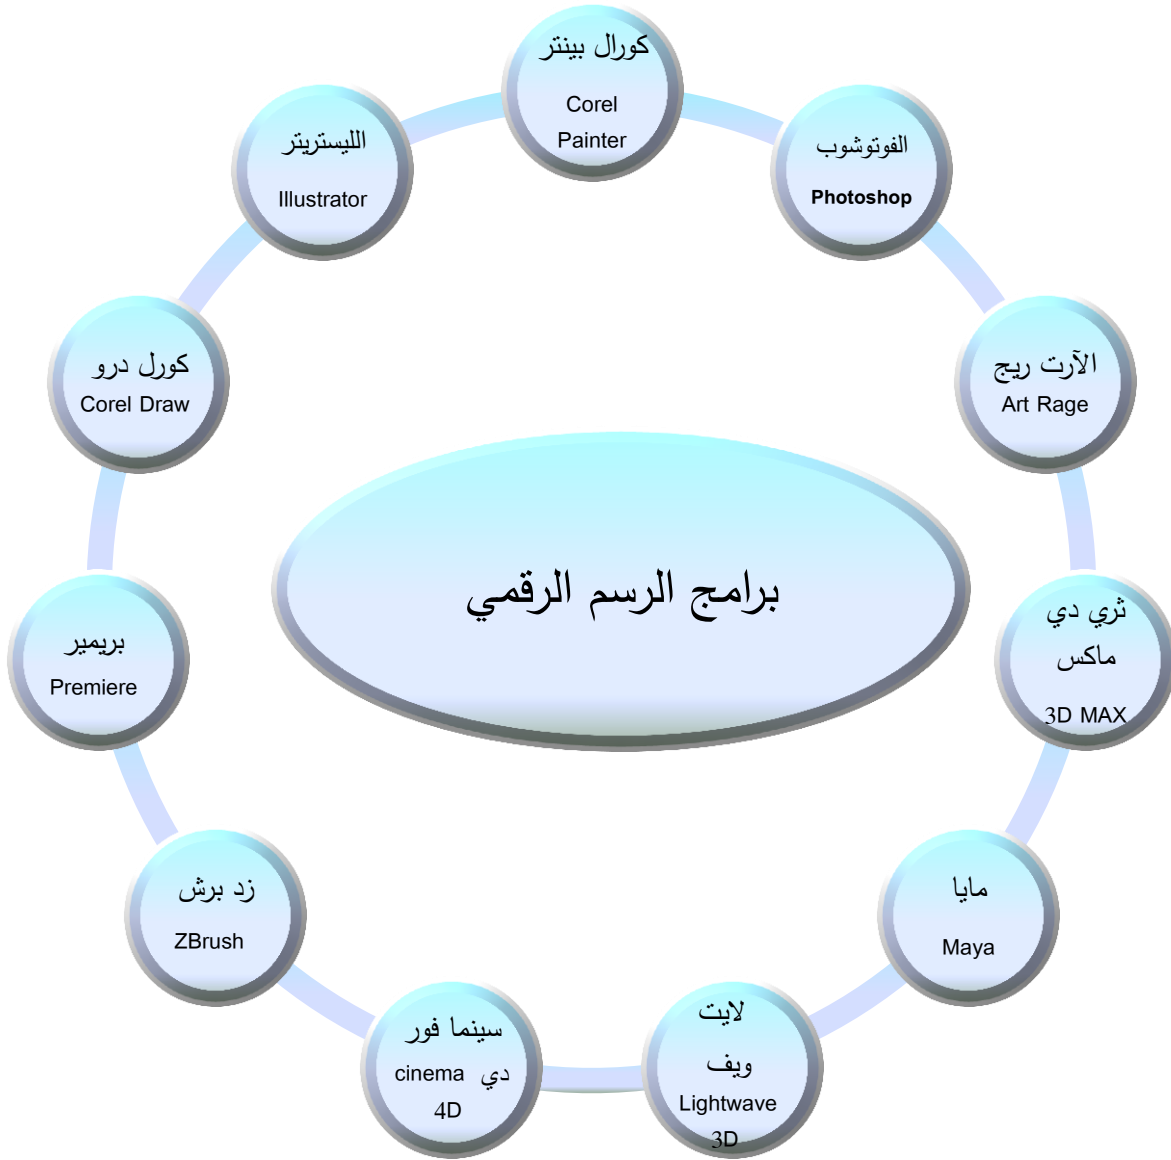 كورال بينتر
Corel
Painter
الفوتوشوب
Photoshop
الآرت ريج
Art Rage
ثري دي
ماكس
3D MAX
مايا
Maya
لايت
ويف
Lightwave
3D
سينما فور
دي cinema
4D
زد برش
ZBrush
بريمير
Premiere
كورل درو
Corel Draw
الليستريتر
Illustrator
برامج الرسم الرقمي